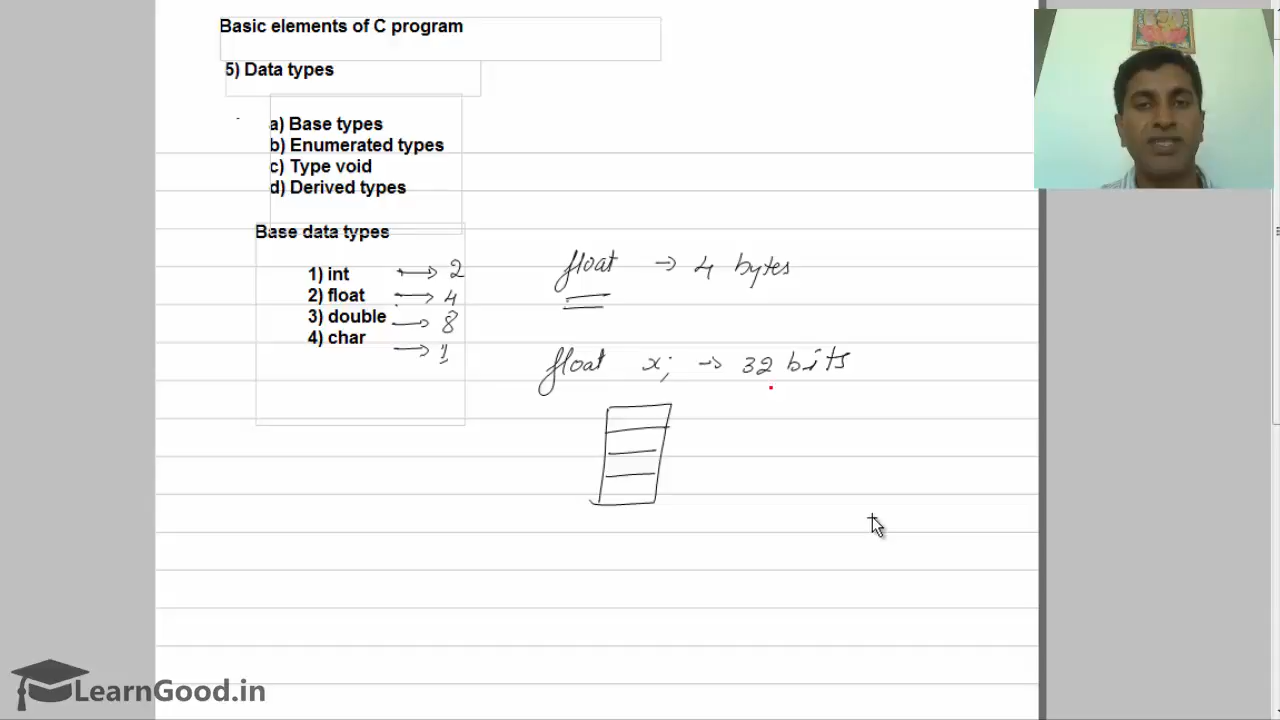 Basic elements of C program
5) Data types
a) Base types
b) Enumerated types
c) Type void
d) Derived types
Base data types
1) int → 2
2) float → 4
3) double → 8
4) char → 1
float → 4 bytes
float x; → 32 bits
LearnGood.in